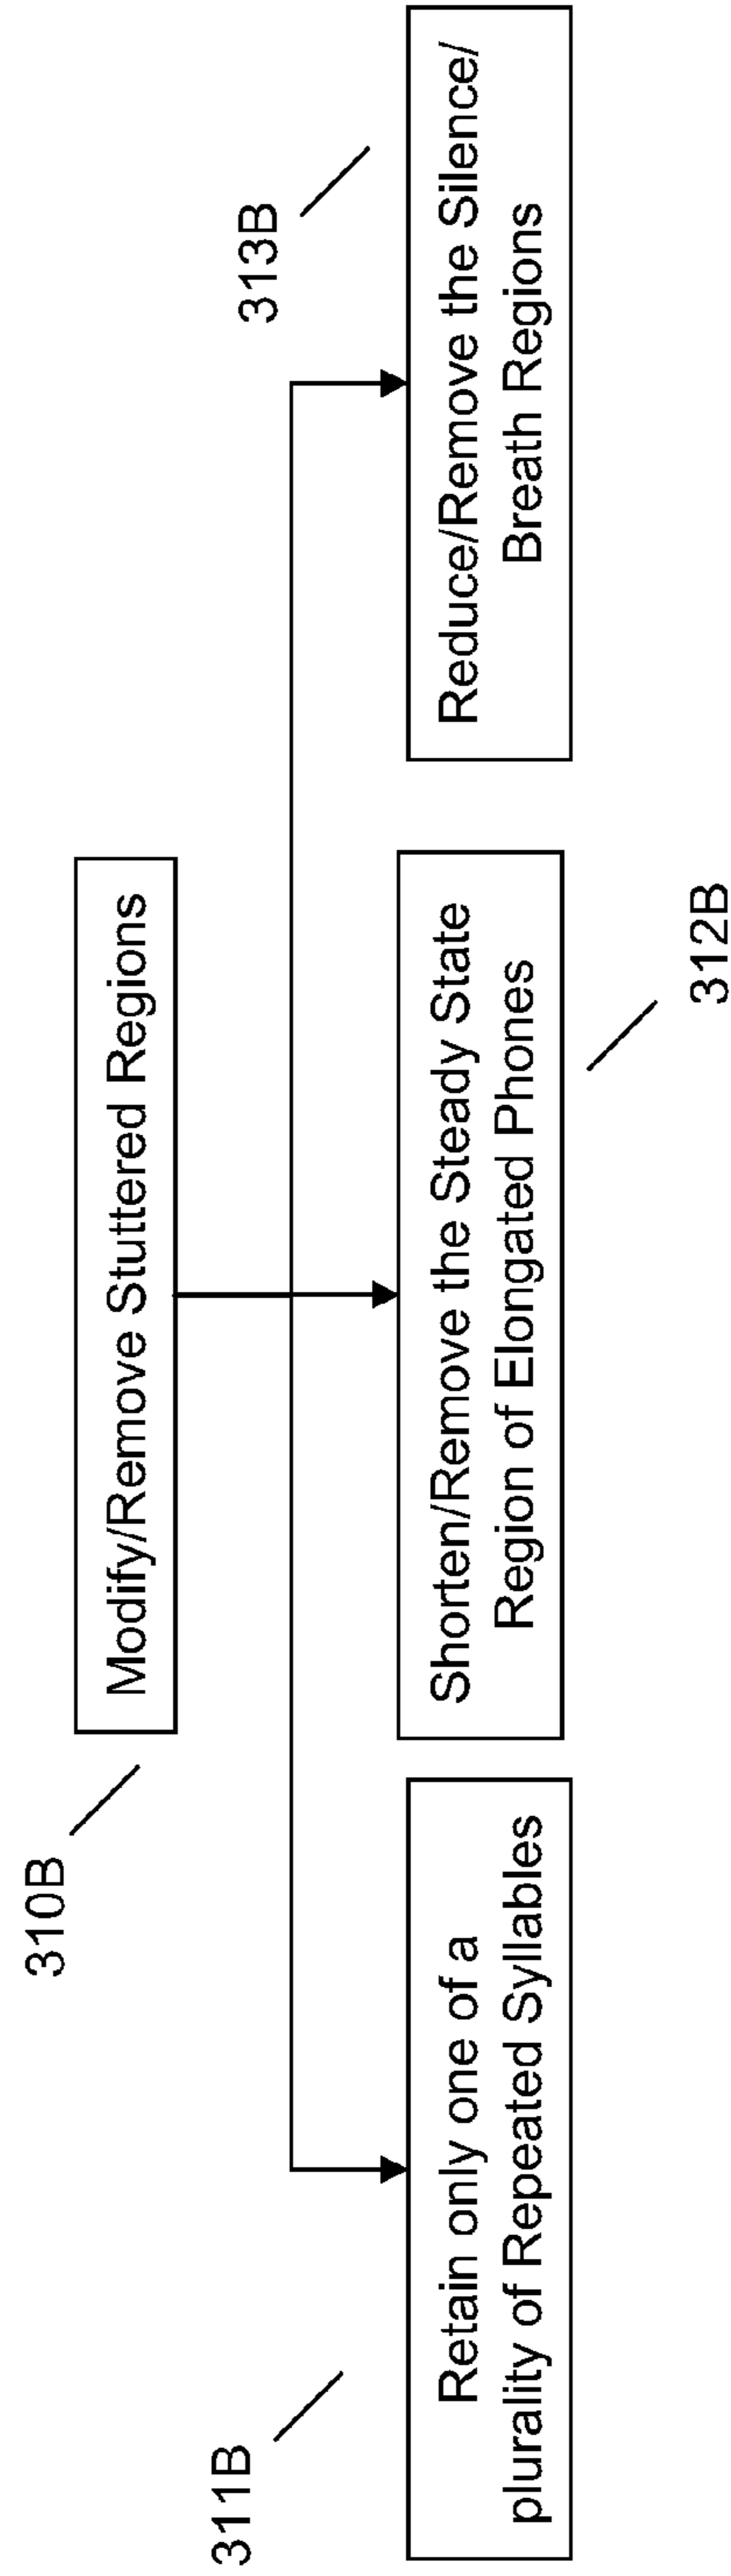 310B
Modify/Remove Stuttered Regions
311B
Retain only one of a
plurality of Repeated Syllables
Shorten/Remove the Steady State
Region of Elongated Phones
312B
313B
Reduce/Remove the Silence/
Breath Regions